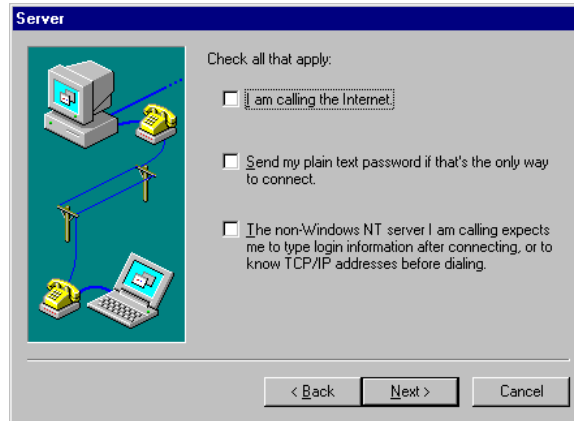 Server
Check all that apply:
I am calling the Internet.
Send my plain text password if that's the only way
to connect.
The non-Windows NT server I am calling expects
me to type login information after connecting, or to
know TCP/IP addresses before dialing.
< Back
Next >
Cancel